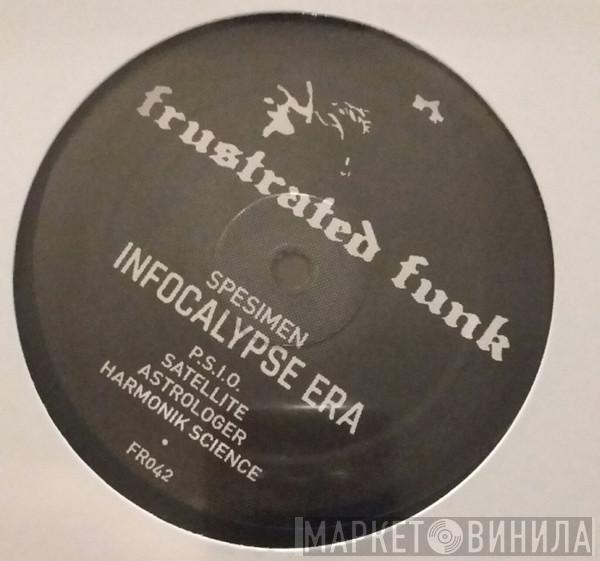 frustrated funk
SPESIMEN
INFOCALYPSE ERA
P.S.I.O.
SATELLITE
ASTROLOGER
HARMONIK SCIENCE
FR042
МАРКЕТ ВИНИЛА